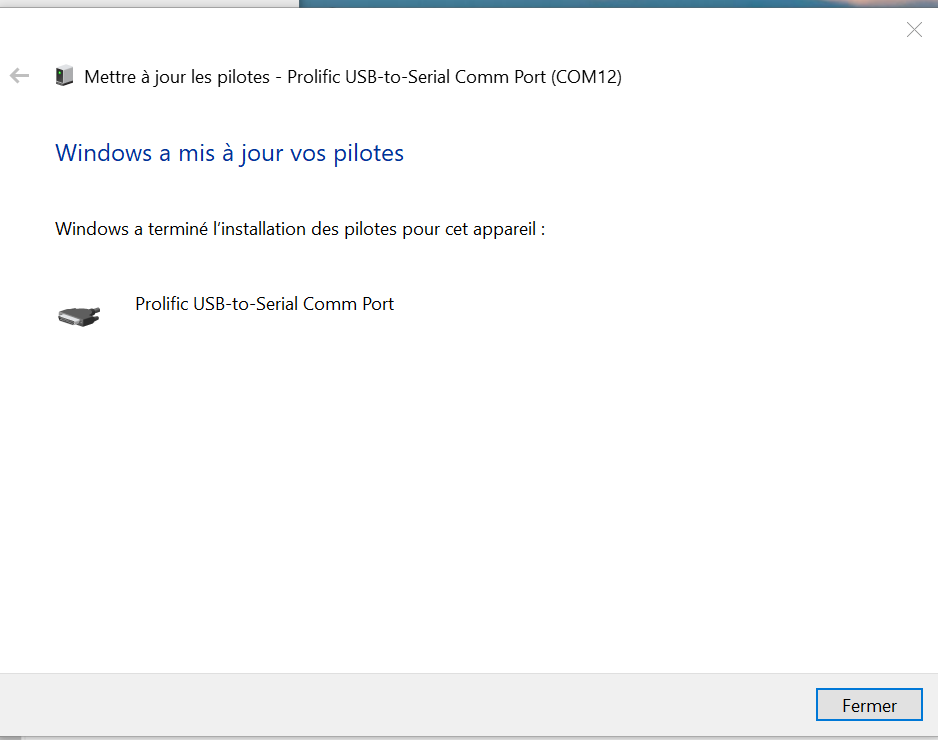 Mettre à jour les pilotes - Prolific USB-to-Serial Comm Port (COM12)
Windows a mis à jour vos pilotes
Windows a terminé l’installation des pilotes pour cet appareil :
Prolific USB-to-Serial Comm Port
Fermer